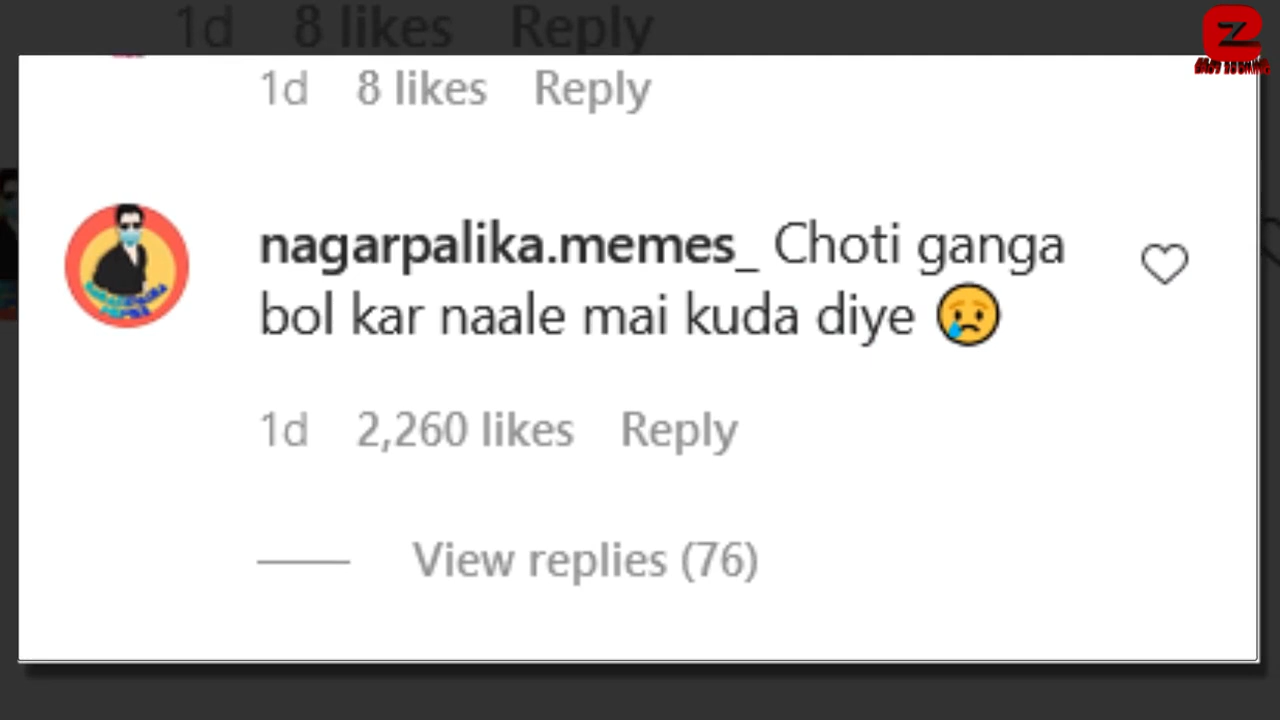 1d 8 likes Reply
1d 8 likes Reply
nagarpalika.memes_ Choti ganga
bol kar naale mai kuda diye 😢
1d 2,260 likes Reply
View replies (76)